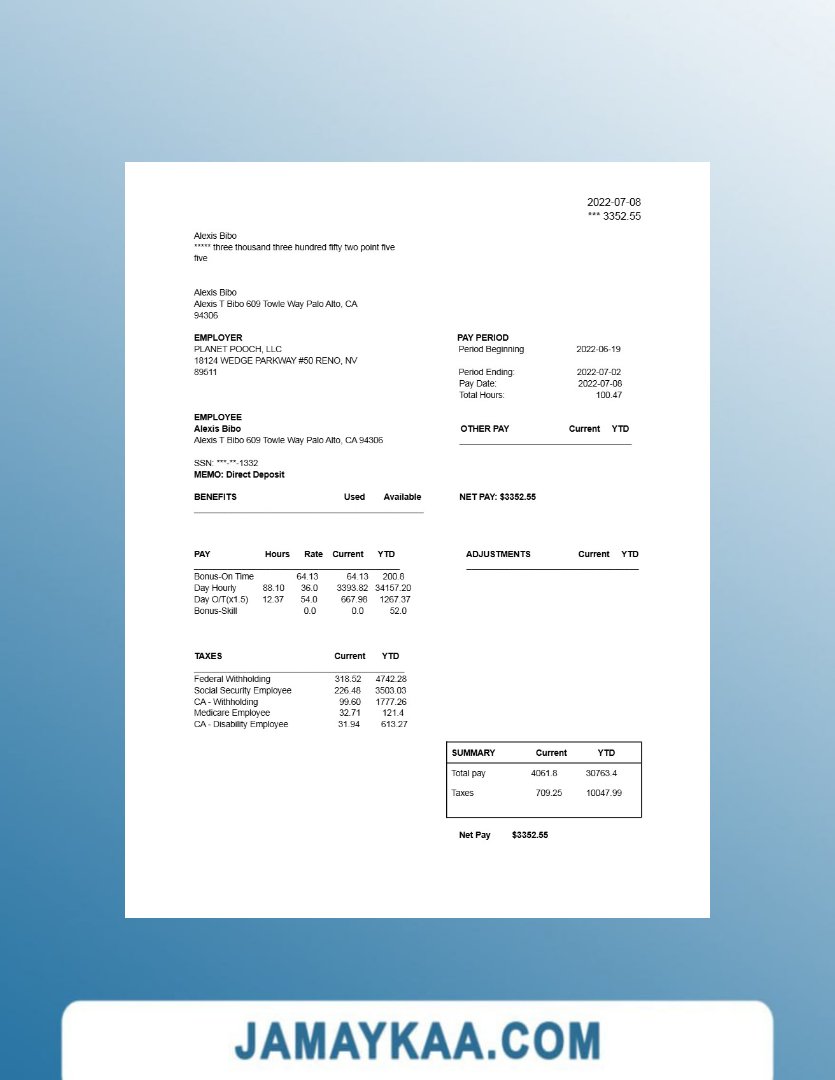 2022-07-08
*** 3352.55
Alexis Bibo
***** three thousand three hundred fifty two point five
five
Alexis Bibo
Alexis T Bibo 609 Towle Way Palo Alto, CA
94306
EMPLOYER
PLANET POOCH, LLC
18124 WEDGE PARKWAY #50 RENO, NV
89511
PAY PERIOD
Period Beginning 2022-06-19
Period Ending: 2022-07-02
Pay Date: 2022-07-08
Total Hours: 100.47
EMPLOYEE
Alexis Bibo
Alexis T Bibo 609 Towle Way Palo Alto, CA 94306
OTHER PAY Current YTD
SSN: ***-**-1332
MEMO: Direct Deposit
BENEFITS Used Available
NET PAY: $3352.55
PAY Hours Rate Current YTD
Bonus-On Time 64.13 64.13 200.8
Day Hourly 88.10 36.0 3393.82 34157.20
Day O/T(x1.5) 12.37 54.0 667.98 1267.37
Bonus-Skill 0.0 0.0 52.0
ADJUSTMENTS Current YTD
TAXES Current YTD
Federal Withholding 318.52 4742.28
Social Security Employee 226.48 3503.03
CA - Withholding 99.60 1777.26
Medicare Employee 32.71 121.4
CA - Disability Employee 31.94 613.27
SUMMARY Current YTD
Total pay 4061.8 30763.4
Taxes 709.25 10047.99
Net Pay $3352.55
JAMAYKAA.COM